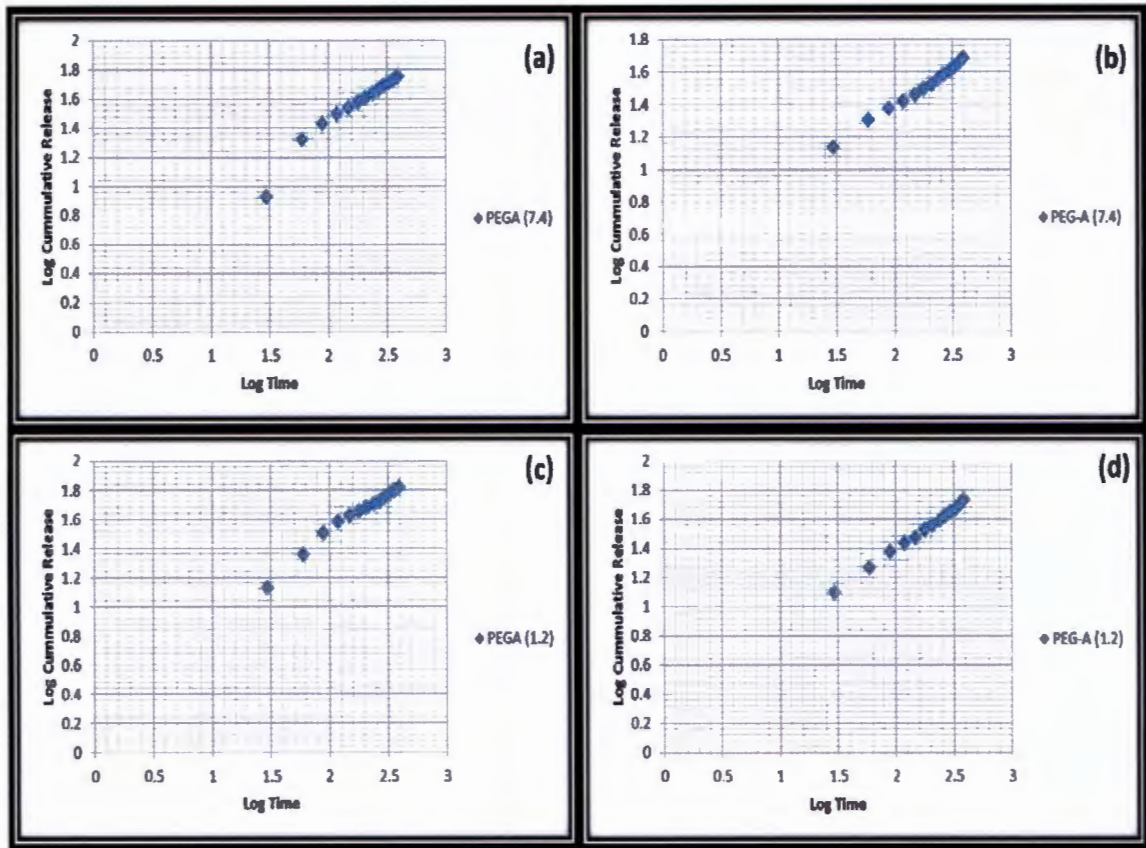 (a)
Log Cummulative Release
2
1.8
1.6
1.4
1.2
1
0.8
0.6
0.4
0.2
0
0 0.5 1 1.5 2 2.5 3
Log Time
PEGA (7.4)
(b)
Log Cummulative Release
1.8
1.6
1.4
1.2
1
0.8
0.6
0.4
0.2
0
0 0.5 1 1.5 2 2.5 3
Log Time
PEG-A (7.4)
(c)
Log Cummulative Release
2
1.8
1.6
1.4
1.2
1
0.8
0.6
0.4
0.2
0
0 0.5 1 1.5 2 2.5 3
Log Time
PEGA (1.2)
(d)
Log Cummulative Release
2
1.8
1.6
1.4
1.2
1
0.8
0.6
0.4
0.2
0
0 0.5 1 1.5 2 2.5 3
Log Time
PEG-A (1.2)